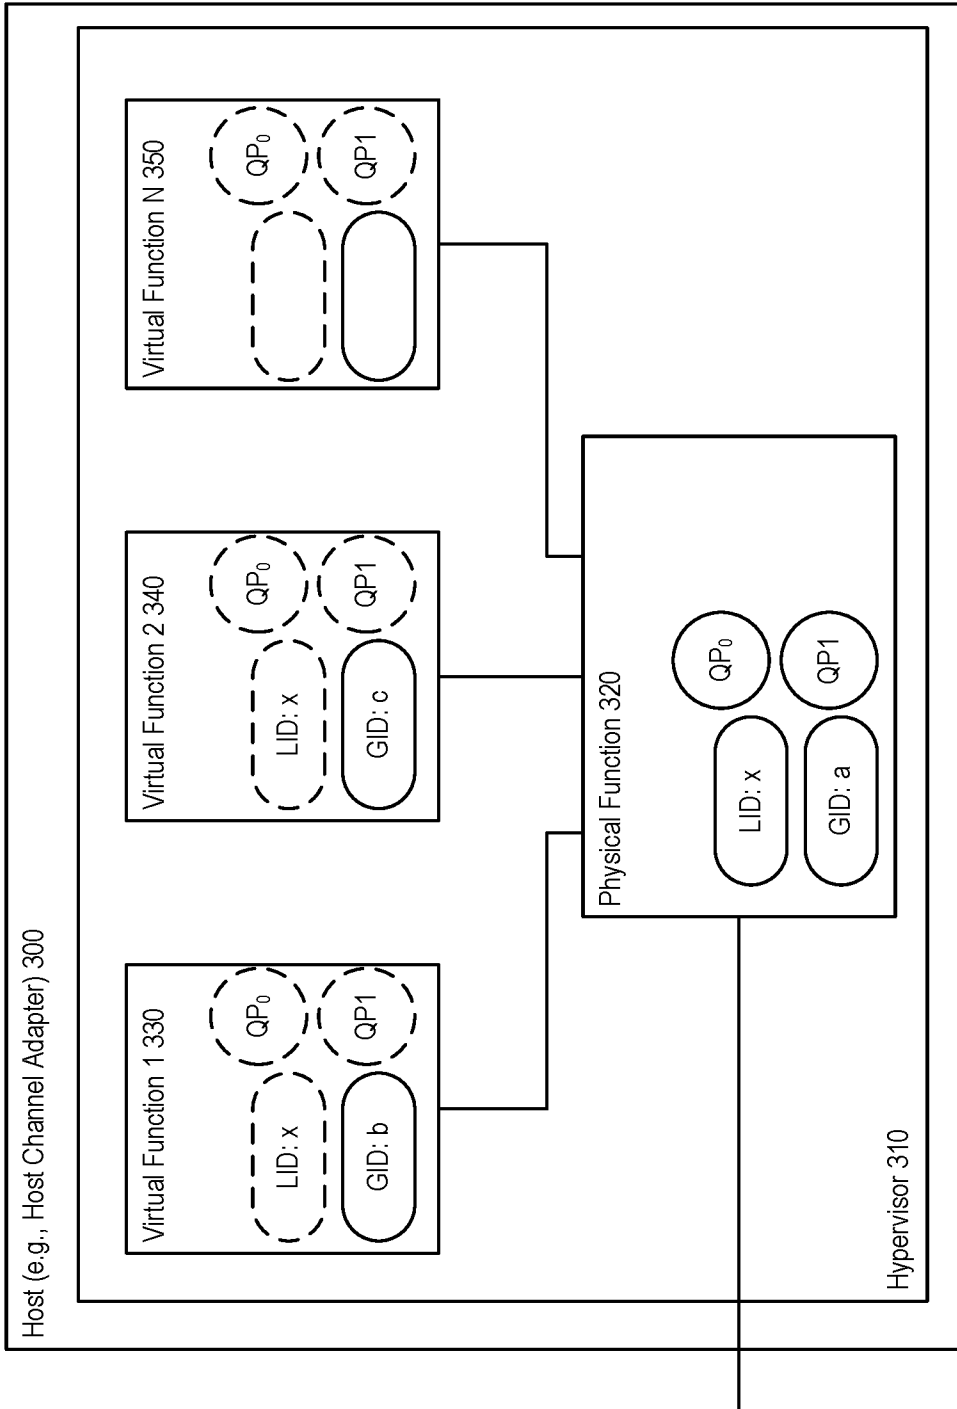 Host (e.g., Host Channel Adapter) 300
Virtual Function 1 330
LID: x
QP₀
GID: b
QP1
Virtual Function 2 340
LID: x
QP₀
GID: c
QP1
Virtual Function N 350
QP₀
QP1
Physical Function 320
LID: x
QP₀
GID: a
QP1
Hypervisor 310